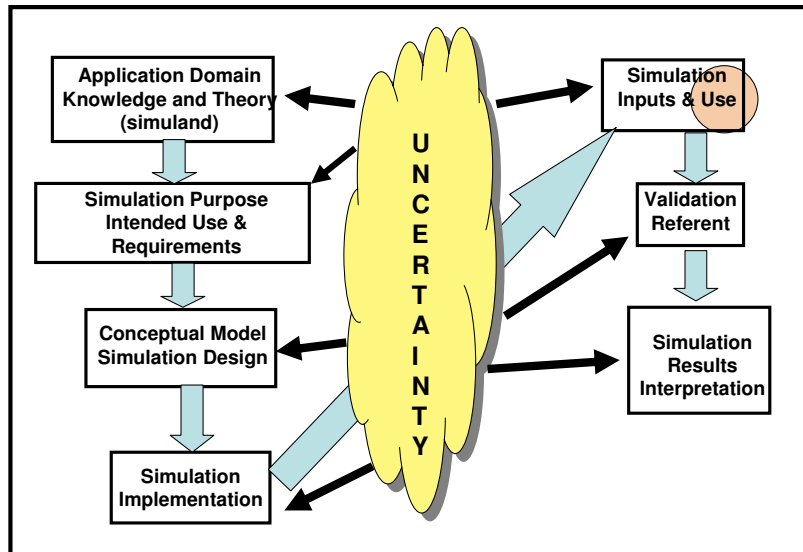 Application Domain
Knowledge and Theory
(simuland)
Simulation Purpose
Intended Use &
Requirements
Conceptual Model
Simulation Design
Simulation
Implementation
UNCERTAINTY
Simulation
Inputs & Use
Validation
Referent
Simulation
Results
Interpretation